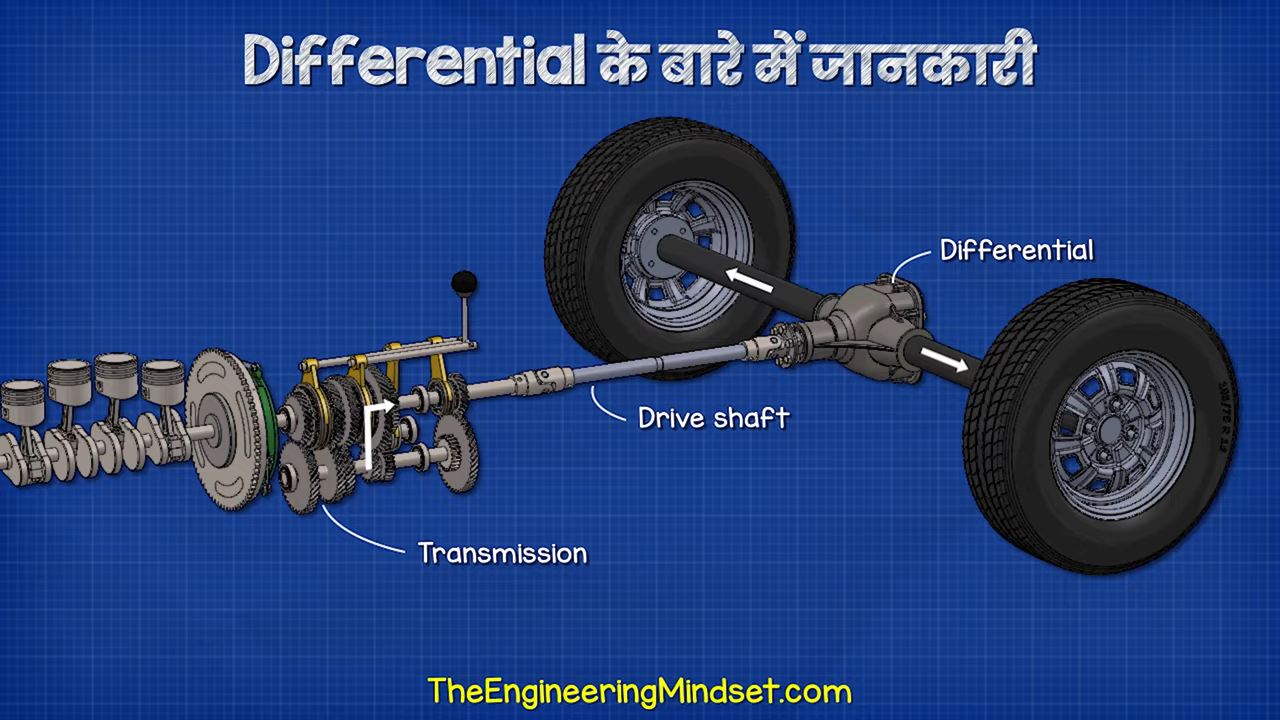 Differential के बारे में जानकारी
Differential
Drive shaft
Transmission
TheEngineeringMindset.com